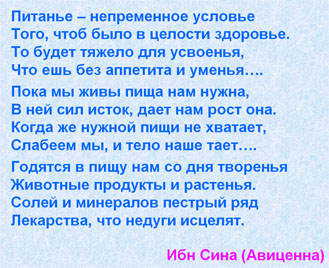 Питанье – непременное условье
Того, чтоб было в целости здоровье.
То будет тяжело для усвоенья,
Что ешь без аппетита и уменья….
Пока мы живы пища нам нужна,
В ней сил исток, дает нам рост она.
Когда же нужной пищи не хватает,
Слабеем мы, и тело наше тает….
Годятся в пищу нам со дня творенья
Животные продукты и растенья.
Солей и минералов пестрый ряд
Лекарства, что недуги исцелят.
Ибн Сина (Авиценна)